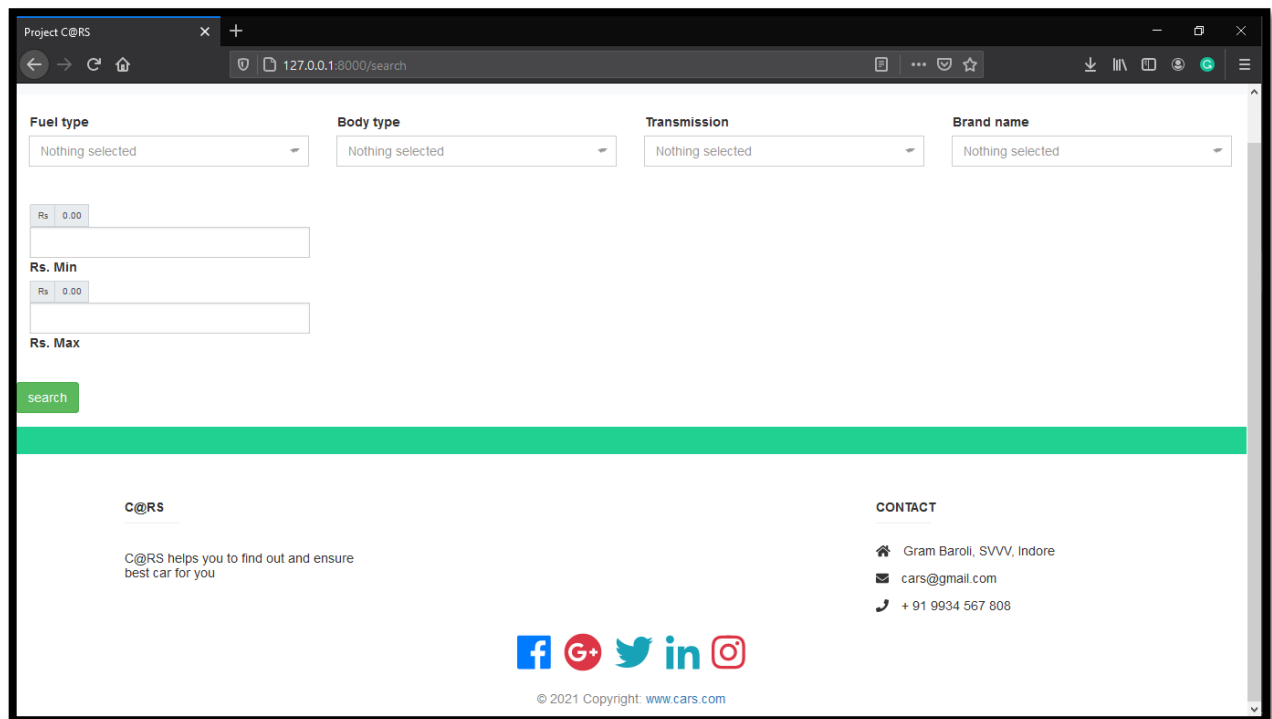 Project C@RS
127.0.0.1:8000/search
Fuel type Body type Transmission Brand name
Nothing selected Nothing selected Nothing selected Nothing selected
Rs 0.00
Rs. Min
Rs 0.00
Rs. Max
search
C@RS
C@RS helps you to find out and ensure
best car for you
CONTACT
Gram Baroli, SVVV, Indore
cars@gmail.com
+ 91 9934 567 808
© 2021 Copyright: www.cars.com